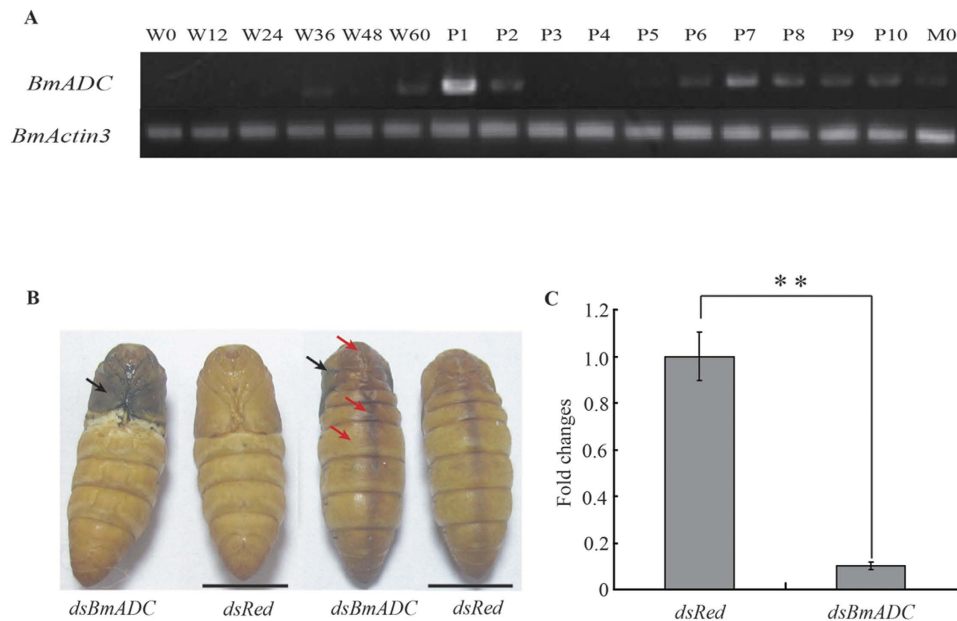 A
W0 W12 W24 W36 W48 W60 P1 P2 P3 P4 P5 P6 P7 P8 P9 P10 M0
BmADC
BmActin3
B
dsBmADC dsRed dsBmADC dsRed
C
* *
1.2
1.0
0.8
0.6
0.4
0.2
0
Fold changes
dsRed dsBmADC